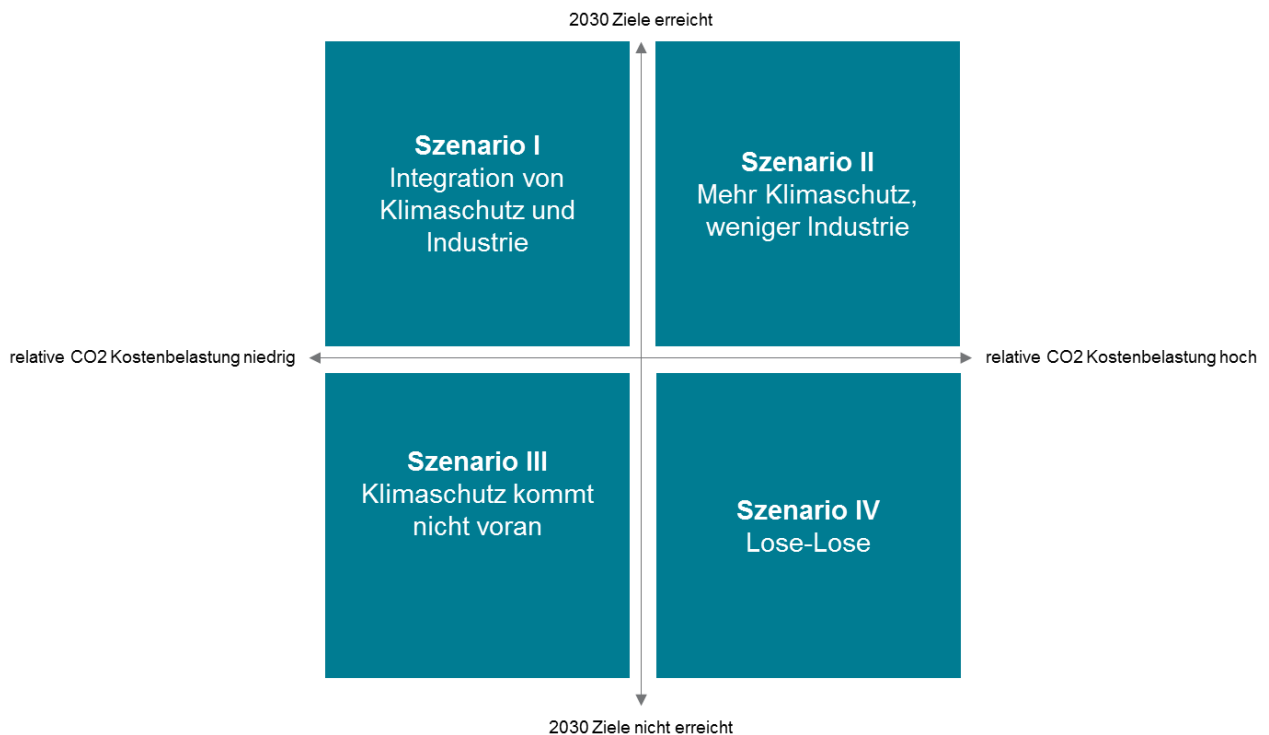 2030 Ziele erreicht
Szenario I
Integration von
Klimaschutz und
Industrie
Szenario II
Mehr Klimaschutz,
weniger Industrie
relative CO2 Kostenbelastung niedrig
relative CO2 Kostenbelastung hoch
Szenario III
Klimaschutz kommt
nicht voran
Szenario IV
Lose-Lose
2030 Ziele nicht erreicht